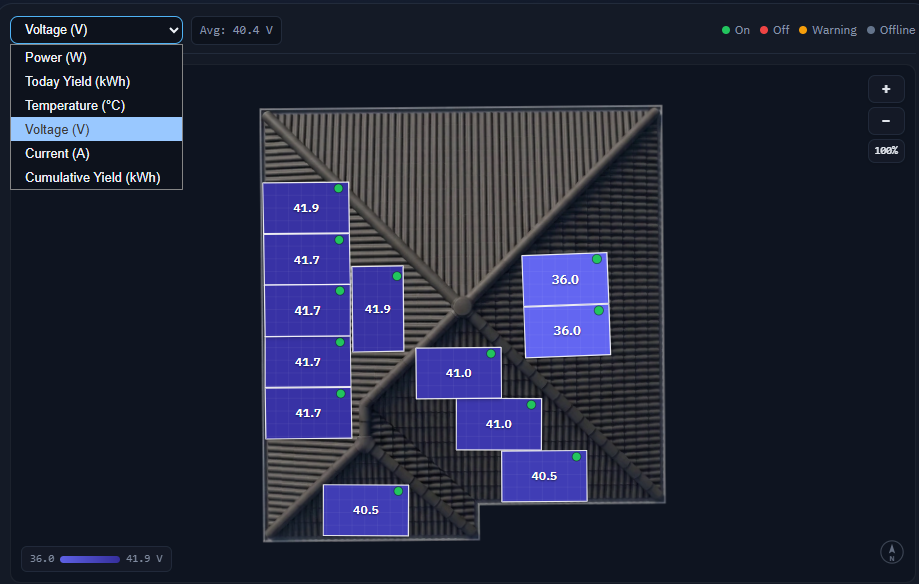 Voltage (V)
Avg: 40.4 V
On
Off
Warning
Offline
Power (W)
Today Yield (kWh)
Temperature (°C)
Voltage (V)
Current (A)
Cumulative Yield (kWh)
+
−
100%
41.9
41.7
41.7
41.9
41.7
41.7
36.0
36.0
41.0
41.0
40.5
40.5
36.0
41.9 V
N